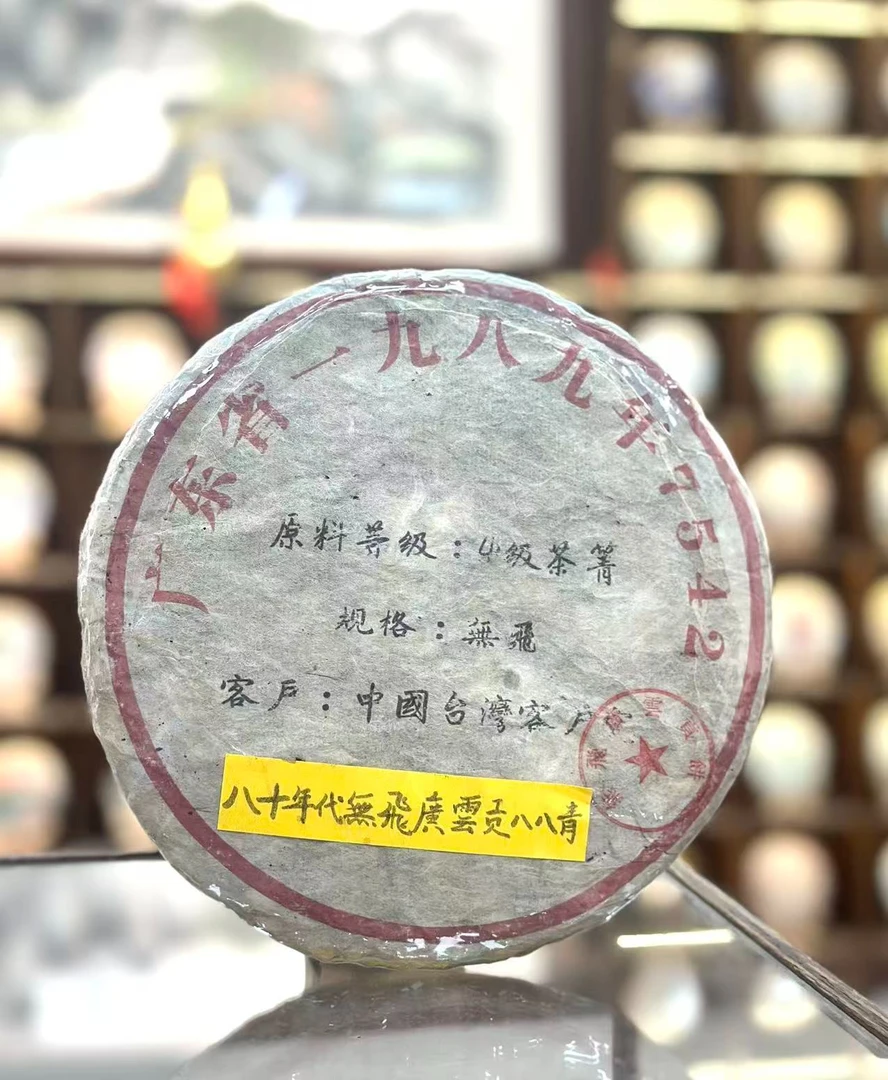 广东省一九八九年7542
原料等级：4级茶箐
规格：無飛
客戶：中國台灣客户
八十年代無飛廣雲贡八八青